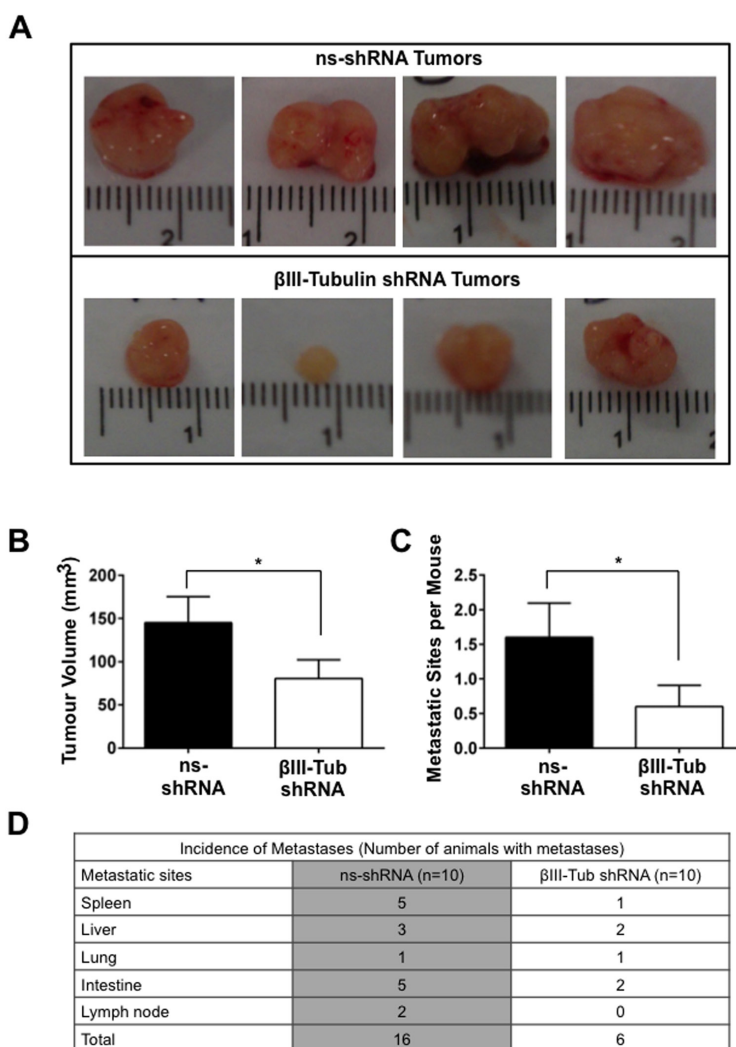 A
ns-shRNA Tumors
2
1 2
1
1 2
βIII-Tubulin shRNA Tumors
1
1
1
1 2
B
Tumour Volume (mm³)
200
150
100
50
0
*
ns-
shRNA
βIII-Tub
shRNA
C
Metastatic Sites per Mouse
2.5
2.0
1.5
1.0
0.5
0.0
*
ns-
shRNA
βIII-Tub
shRNA
D
Incidence of Metastases (Number of animals with metastases)
Metastatic sites ns-shRNA (n=10) βIII-Tub shRNA (n=10)
Spleen 5 1
Liver 3 2
Lung 1 1
Intestine 5 2
Lymph node 2 0
Total 16 6